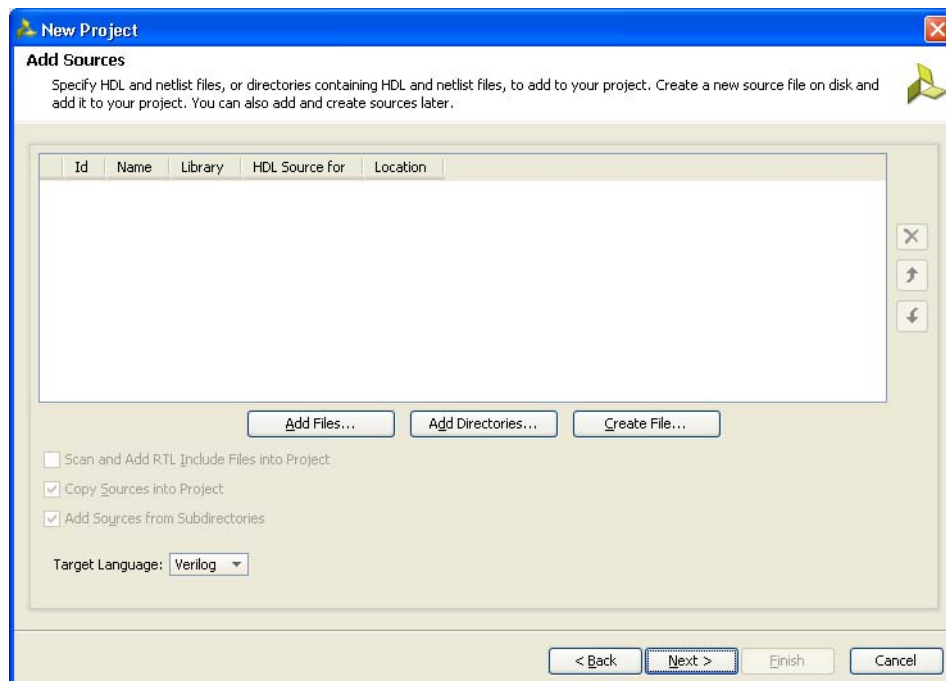 New Project
Add Sources
Specify HDL and netlist files, or directories containing HDL and netlist files, to add to your project. Create a new source file on disk and
add it to your project. You can also add and create sources later.
Id Name Library HDL Source for Location
Add Files... Add Directories... Create File...
Scan and Add RTL Include Files into Project
Copy Sources into Project
Add Sources from Subdirectories
Target Language: Verilog
< Back Next > Finish Cancel